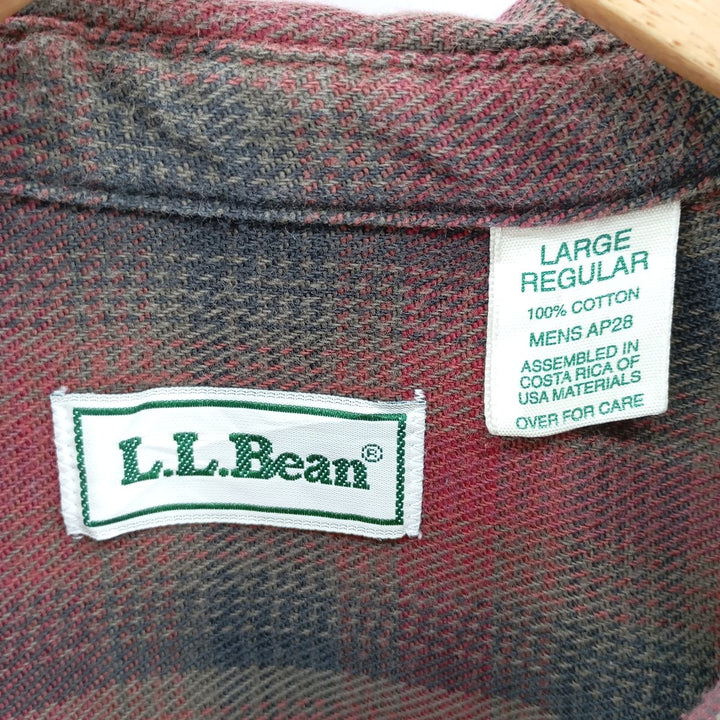 LARGE
REGULAR
100% COTTON
MENS AP28
ASSEMBLED IN
COSTA RICA OF
USA MATERIALS
OVER FOR CARE
L.L.Bean®